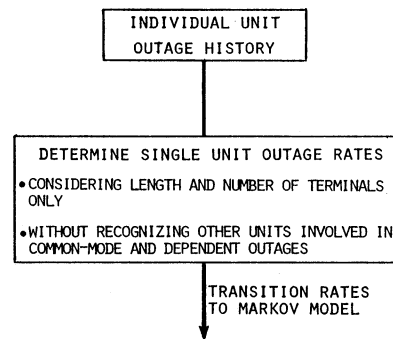 INDIVIDUAL UNIT
OUTAGE HISTORY
DETERMINE SINGLE UNIT OUTAGE RATES
• CONSIDERING LENGTH AND NUMBER OF TERMINALS
ONLY
• WITHOUT RECOGNIZING OTHER UNITS INVOLVED IN
COMMON-MODE AND DEPENDENT OUTAGES
TRANSITION RATES
TO MARKOV MODEL